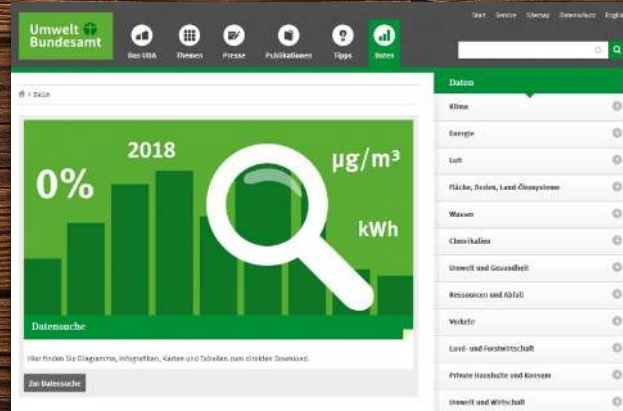 Start Service Sitemap Datenschutz English
Umwelt
Bundesamt
Das UBA
Themen
Presse
Publikationen
Tipps
Daten
> Daten
0%
2018
µg/m³
kWh
Datensuche
Hier finden Sie Diagramme, Infografiken, Karten und Tabellen zum direkten Download.
Zur Datensuche
Daten
Klima
Energie
Luft
Fläche, Boden, Land-Ökosysteme
Wasser
Chemikalien
Umwelt und Gesundheit
Ressourcen und Abfall
Verkehr
Land- und Forstwirtschaft
Private Haushalte und Konsum
Umwelt und Wirtschaft